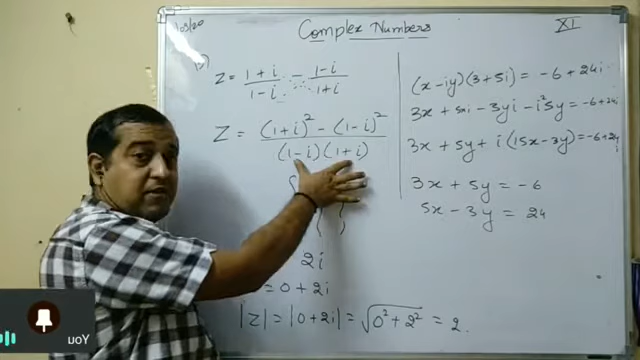 Complex Numbers
XI
Z = 1+i/1-i - 1-i/1+i
Z = (1+i)² - (1-i)²/(1-i)(1+i)
2i
= 0+2i
|Z| = |0+2i| = √0²+2² = 2.
(x-iy)(3+5i) = -6+24i
3x + 5xi - 3yi - i²5y = -6+24i
3x + 5y + i(15x-3y) = -6+24i
3x + 5y = -6
5x - 3y = 24
You